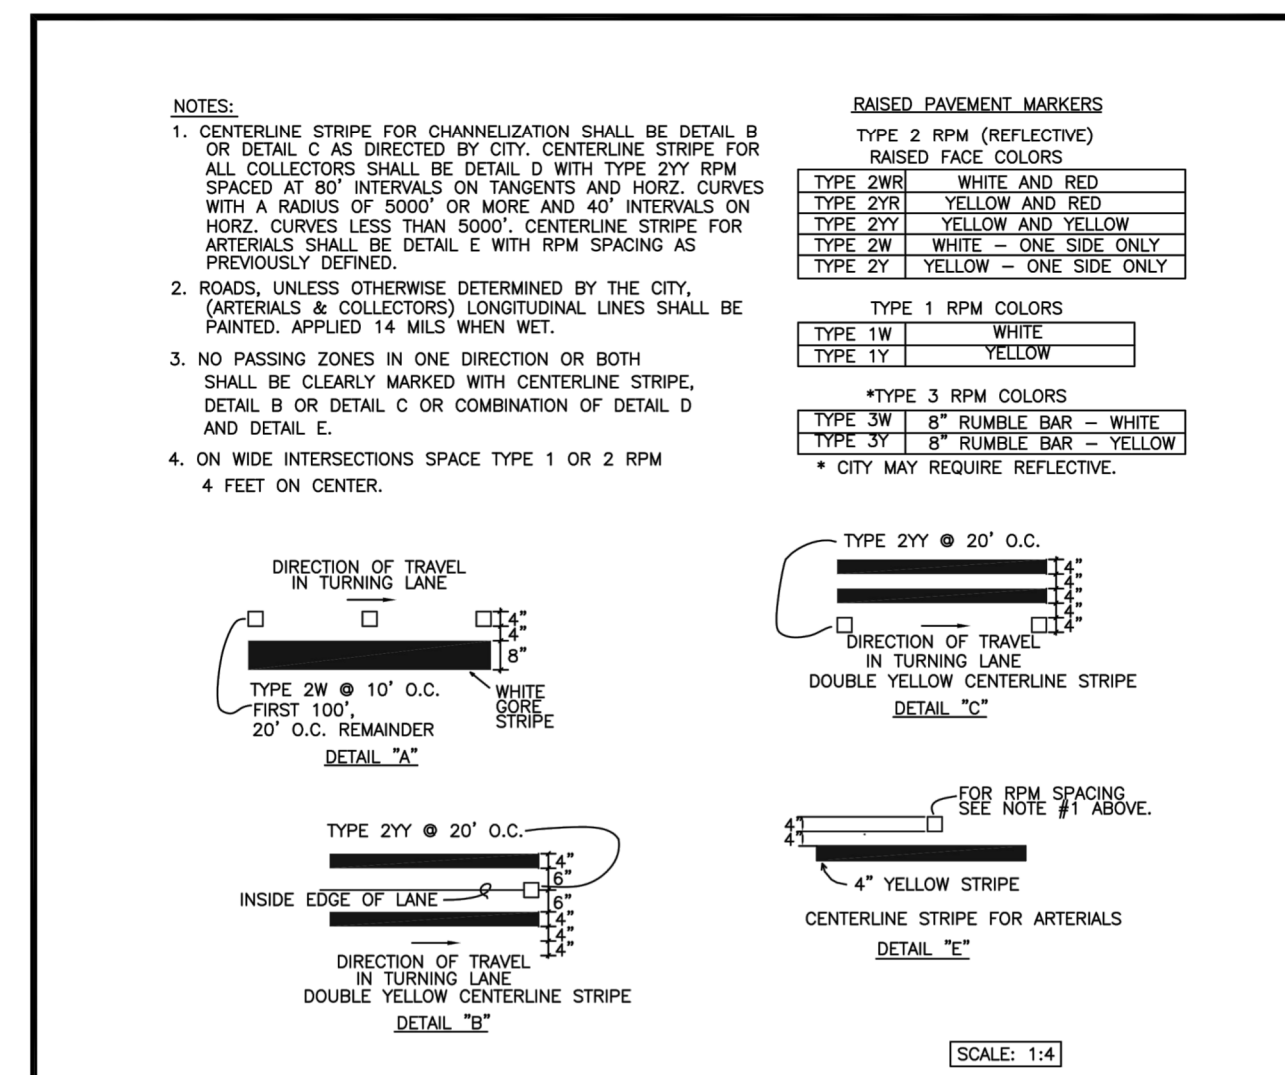 NOTES:
1. CENTERLINE STRIPE FOR CHANNELIZATION SHALL BE DETAIL B
OR DETAIL C AS DIRECTED BY CITY. CENTERLINE STRIPE FOR
ALL COLLECTORS SHALL BE DETAIL D WITH TYPE 2YY RPM
SPACED AT 80' INTERVALS ON TANGENTS AND HORZ. CURVES
WITH A RADIUS OF 5000' OR MORE AND 40' INTERVALS ON
HORZ. CURVES LESS THAN 5000'. CENTERLINE STRIPE FOR
ARTERIALS SHALL BE DETAIL E WITH RPM SPACING AS
PREVIOUSLY DEFINED.
2. ROADS, UNLESS OTHERWISE DETERMINED BY THE CITY,
(ARTERIALS & COLLECTORS) LONGITUDINAL LINES SHALL BE
PAINTED. APPLIED 14 MILS WHEN WET.
3. NO PASSING ZONES IN ONE DIRECTION OR BOTH
SHALL BE CLEARLY MARKED WITH CENTERLINE STRIPE,
DETAIL B OR DETAIL C OR COMBINATION OF DETAIL D
AND DETAIL E.
4. ON WIDE INTERSECTIONS SPACE TYPE 1 OR 2 RPM
4 FEET ON CENTER.
RAISED PAVEMENT MARKERS
TYPE 2 RPM (REFLECTIVE)
RAISED FACE COLORS
TYPE 2WR WHITE AND RED
TYPE 2YR YELLOW AND RED
TYPE 2YY YELLOW AND YELLOW
TYPE 2W WHITE – ONE SIDE ONLY
TYPE 2Y YELLOW – ONE SIDE ONLY
TYPE 1 RPM COLORS
TYPE 1W WHITE
TYPE 1Y YELLOW
*TYPE 3 RPM COLORS
TYPE 3W 8" RUMBLE BAR – WHITE
TYPE 3Y 8" RUMBLE BAR – YELLOW
* CITY MAY REQUIRE REFLECTIVE.
DIRECTION OF TRAVEL
IN TURNING LANE
4"
4"
8"
TYPE 2W @ 10' O.C.
FIRST 100',
20' O.C. REMAINDER
WHITE
GORE
STRIPE
DETAIL "A"
TYPE 2YY @ 20' O.C.
4"
4"
4"
4"
4"
DIRECTION OF TRAVEL
IN TURNING LANE
DOUBLE YELLOW CENTERLINE STRIPE
DETAIL "C"
TYPE 2YY @ 20' O.C.
4"
6"
INSIDE EDGE OF LANE
6"
4"
4"
4"
DIRECTION OF TRAVEL
IN TURNING LANE
DOUBLE YELLOW CENTERLINE STRIPE
DETAIL "B"
FOR RPM SPACING
SEE NOTE #1 ABOVE.
4"
4"
4" YELLOW STRIPE
CENTERLINE STRIPE FOR ARTERIALS
DETAIL "E"
SCALE: 1:4